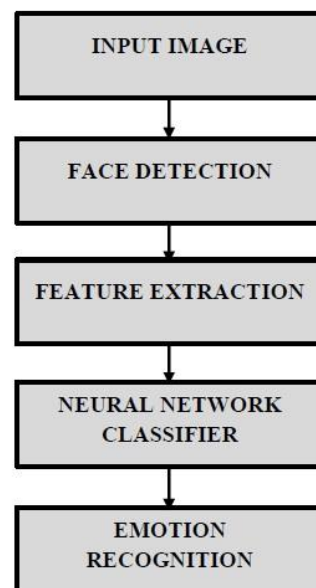 INPUT IMAGE
FACE DETECTION
FEATURE EXTRACTION
NEURAL NETWORK
CLASSIFIER
EMOTION
RECOGNITION